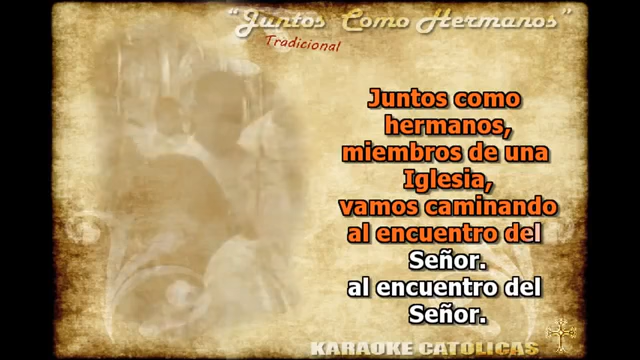 "Juntos Como Hermanos"
Tradicional
Juntos como
hermanos,
miembros de una
Iglesia,
vamos caminando
al encuentro del
Señor.
al encuentro del
Señor.
KARAOKE CATOLICAS